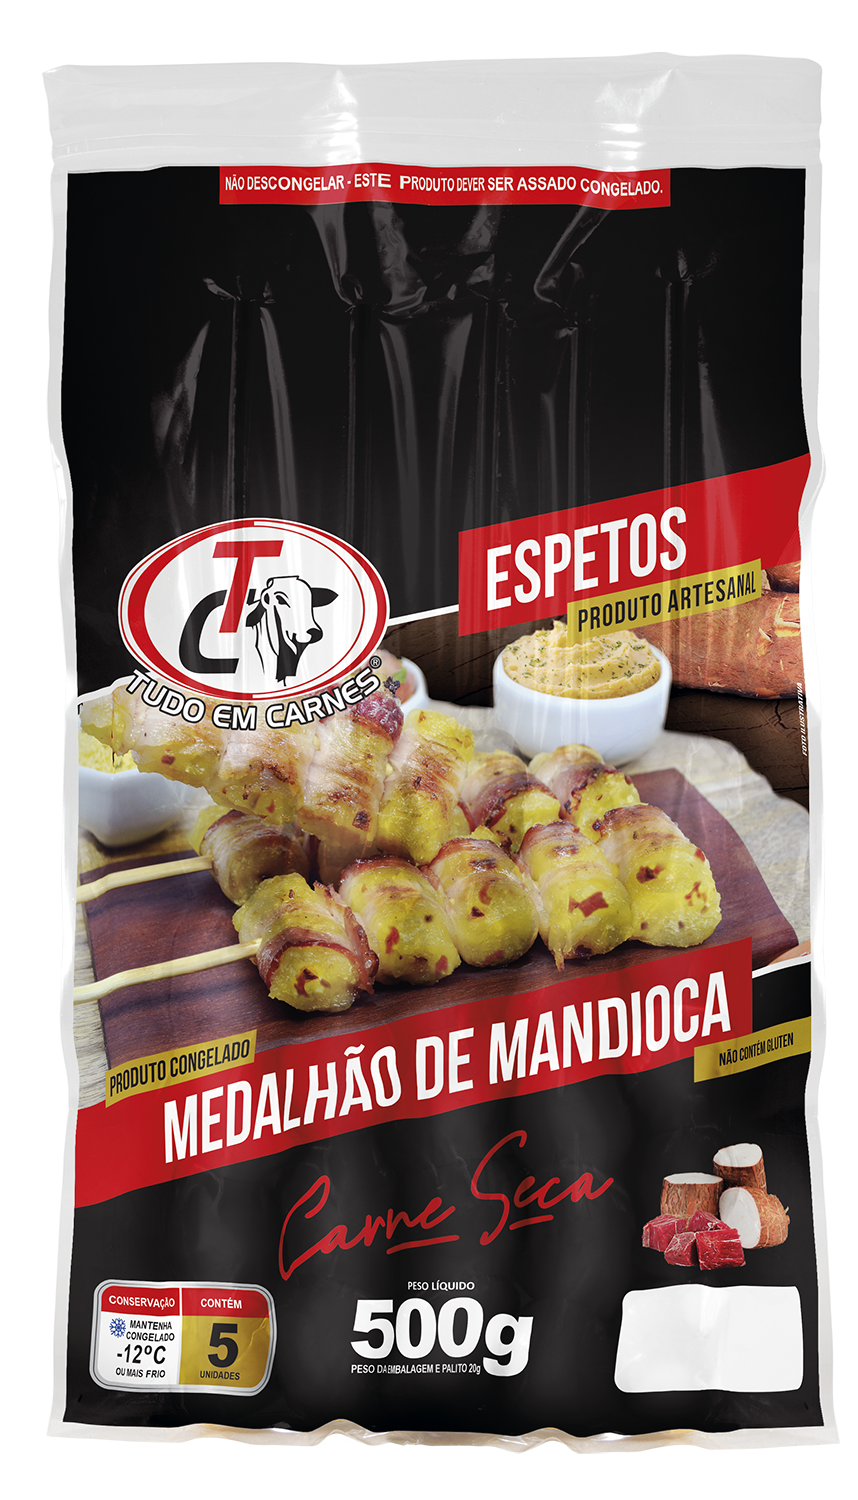 NÃO DESCONGELAR - ESTE PRODUTO DEVER SER ASSADO CONGELADO.
ESPETOS
PRODUTO ARTESANAL
TC
TUDO EM CARNES®
FOTO ILUSTRATIVA
PRODUTO CONGELADO
MEDALHÃO DE MANDIOCA
NÃO CONTÉM GLUTEN
Carne Seca
CONSERVAÇÃO
MANTENHA
CONGELADO
-12ºC
OU MAIS FRIO
CONTÉM
5
UNIDADES
PESO LÍQUIDO
500g
PESO DA EMBALAGEM E PALITO 20g